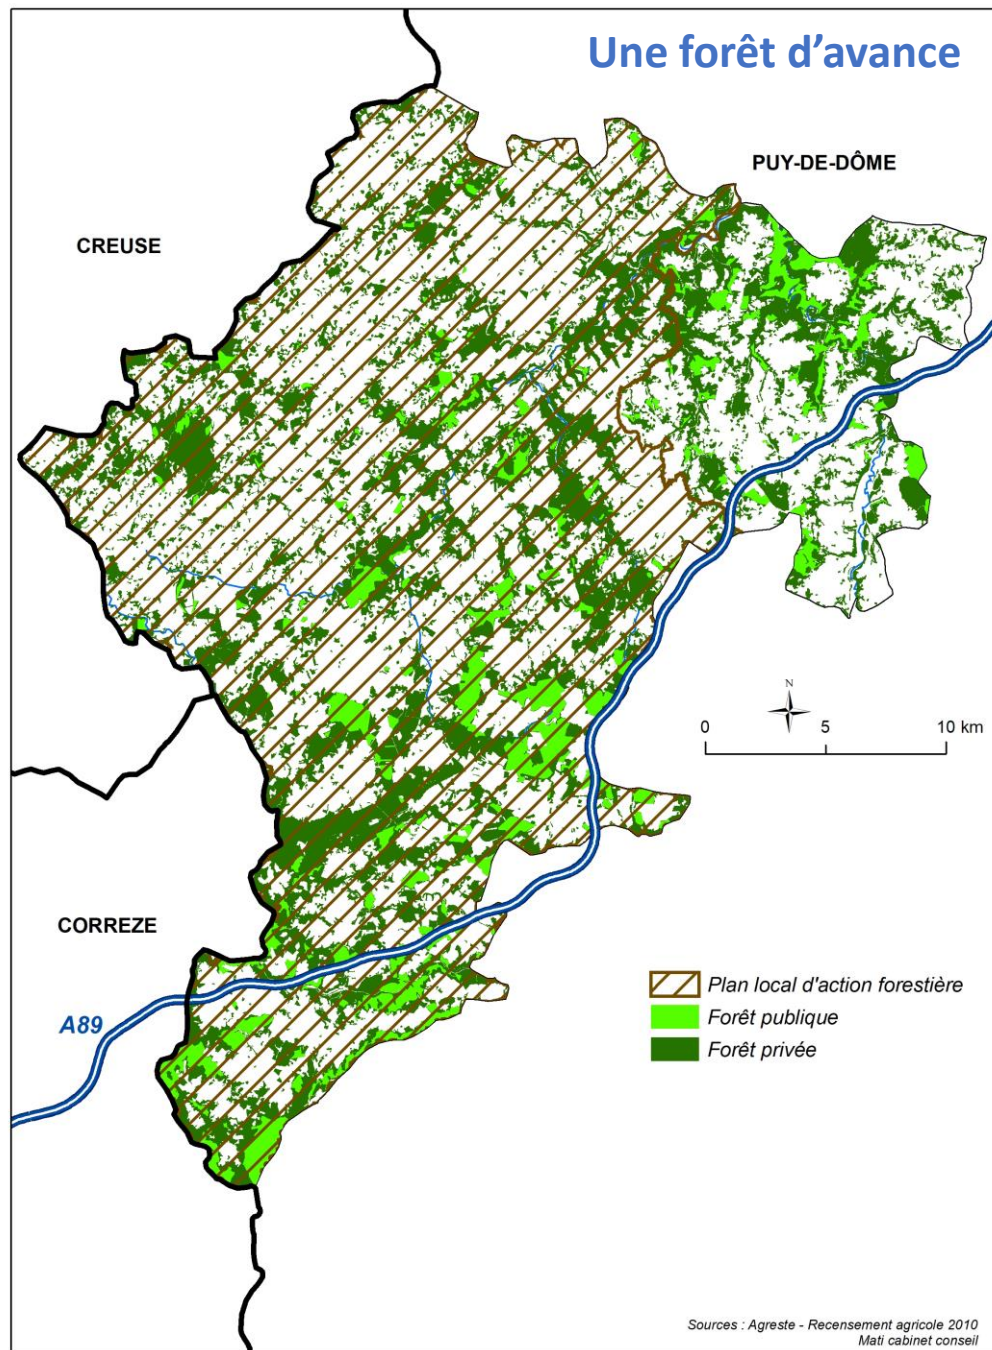 Une forêt d'avance
PUY-DE-DÔME
CREUSE
N
0 5 10 km
CORREZE
A89
Plan local d'action forestière
Forêt publique
Forêt privée
Sources : Agreste - Recensement agricole 2010
Mati cabinet conseil